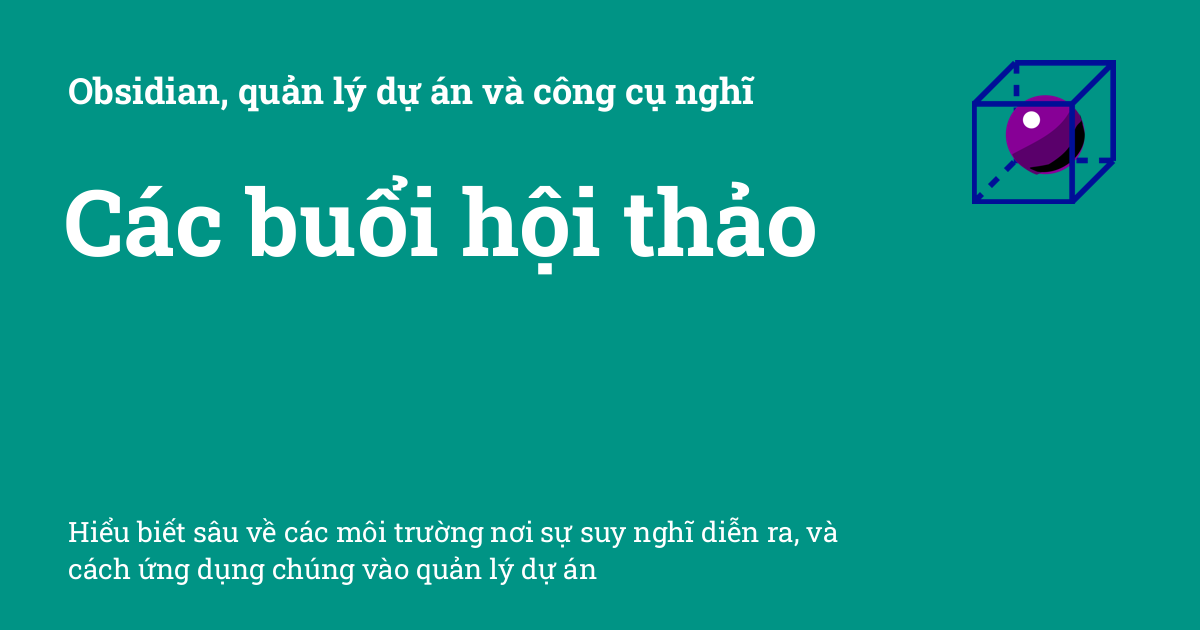 Obsidian, quản lý dự án và công cụ nghĩ
Các buổi hội thảo
Hiểu biết sâu về các môi trường nơi sự suy nghĩ diễn ra, và
cách ứng dụng chúng vào quản lý dự án